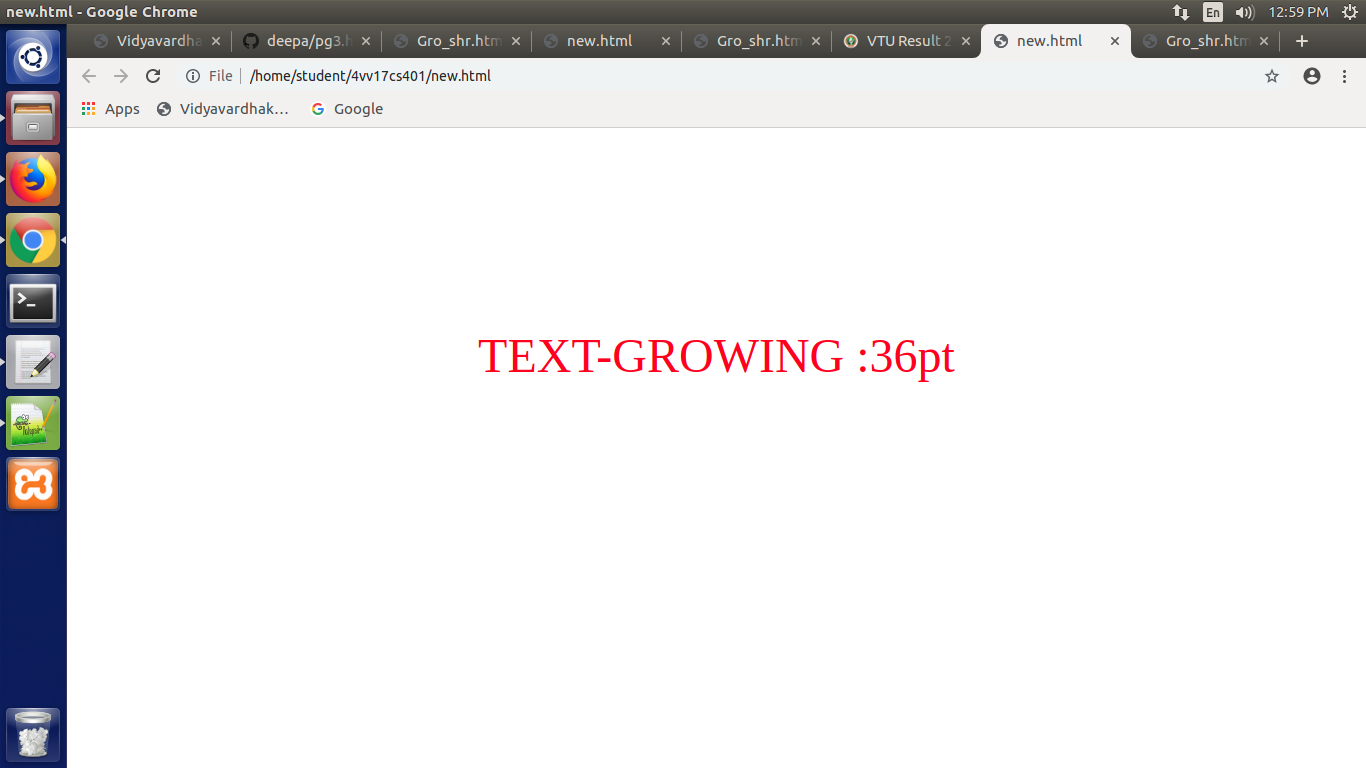 new.html - Google Chrome
En
12:59 PM
Vidyavardha
deepa/pg3.h
Gro_shr.htm
new.html
Gro_shr.htm
VTU Result 2
new.html
Gro_shr.htm
File
/home/student/4vv17cs401/new.html
Apps
Vidyavardhak...
Google
TEXT-GROWING :36pt